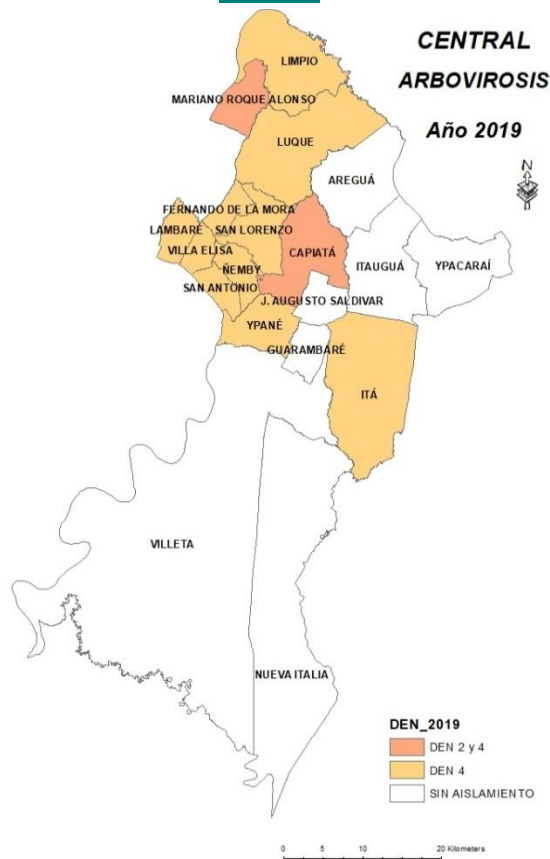 CENTRAL
ARBOVIROSIS
Año 2019
N
LIMPIO
MARIANO ROQUE ALONSO
LUQUE
AREGUÁ
FERNANDO DE LA MORA
LAMBARÉ
SAN LORENZO
VILLA ELISA
CAPIATÁ
ITAUGUÁ
YPACARAÍ
ÑEMBY
SAN ANTONIO
J. AUGUSTO SALDIVAR
YPANÉ
GUARAMBARÉ
ITÁ
VILLETA
NUEVA ITALIA
DEN_2019
DEN 2 y 4
DEN 4
SIN AISLAMIENTO
0 5 10 20 Kilometers